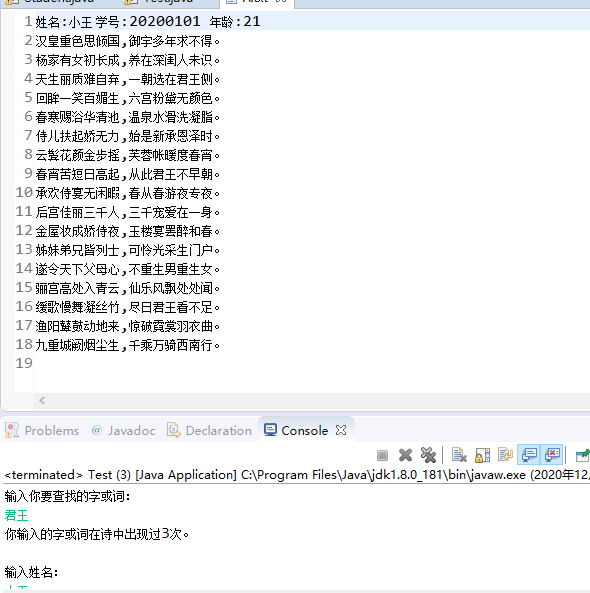 1 姓名:小王 学号:20200101 年龄:21
2 汉皇重色思倾国,御宇多年求不得。
3 杨家有女初长成,养在深闺人未识。
4 天生丽质难自弃,一朝选在君王侧。
5 回眸一笑百媚生,六宫粉黛无颜色。
6 春寒赐浴华清池,温泉水滑洗凝脂。
7 侍儿扶起娇无力,始是新承恩泽时。
8 云鬓花颜金步摇,芙蓉帐暖度春宵。
9 春宵苦短日高起,从此君王不早朝。
10 承欢侍宴无闲暇,春从春游夜专夜。
11 后宫佳丽三千人,三千宠爱在一身。
12 金屋妆成娇侍夜,玉楼宴罢醉和春。
13 姊妹弟兄皆列士,可怜光采生门户。
14 遂令天下父母心,不重生男重生女。
15 骊宫高处入青云,仙乐风飘处处闻。
16 缓歌慢舞凝丝竹,尽日君王看不足。
17 渔阳鼙鼓动地来,惊破霓裳羽衣曲。
18 九重城阙烟尘生,千乘万骑西南行。
19
Problems @ Javadoc Declaration Console
<terminated> Test (3) [Java Application] C:\Program Files\Java\jdk1.8.0_181\bin\javaw.exe (2020年12
输入你要查找的字或词:
君王
你输入的字或词在诗中出现过3次。
输入姓名: